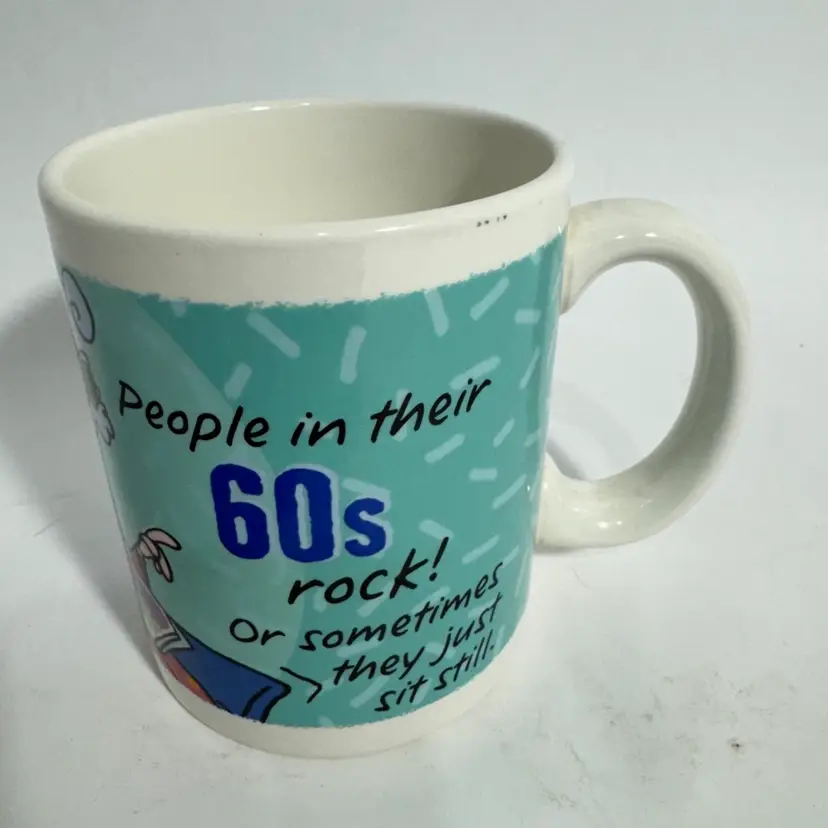 People in their
60s
rock!
Or sometimes
they just
sit still.